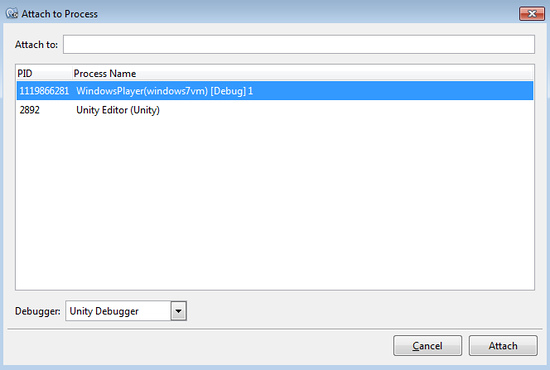 Attach to Process
Attach to:
PID Process Name
1119866281 WindowsPlayer(windows7vm) [Debug] 1
2892 Unity Editor (Unity)
Debugger: Unity Debugger
Cancel Attach